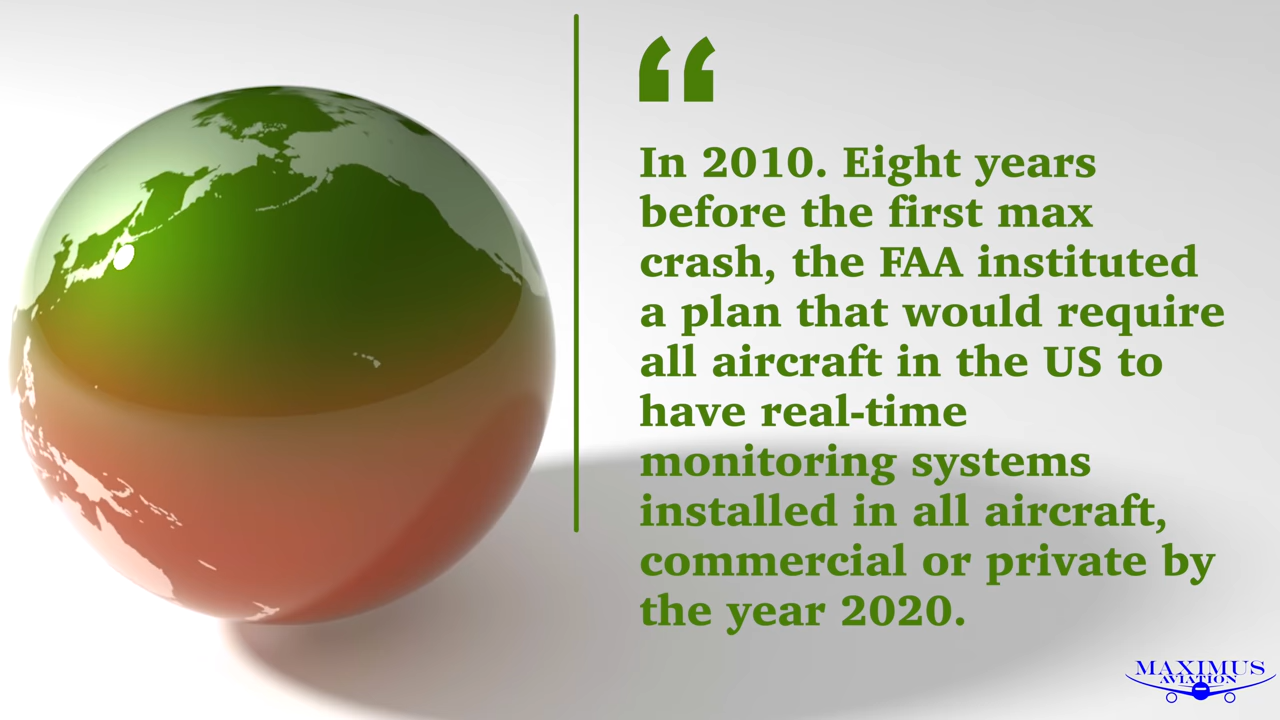 “
In 2010. Eight years
before the first max
crash, the FAA instituted
a plan that would require
all aircraft in the US to
have real-time
monitoring systems
installed in all aircraft,
commercial or private by
the year 2020.
MAXIMUS
AVIATION